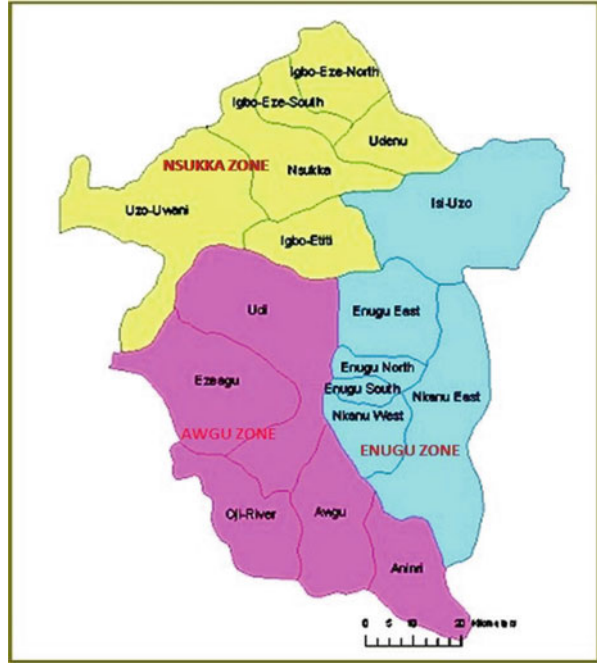 Igbo-Eze-North
Igbo-Eze-South
Udenu
NSUKKA ZONE
Nsukka
Uzo-Uwani
Isi-Uzo
Igbo-Etiti
Udi
Enugu East
Enugu North
Ezeagu
Enugu South
Nkanu East
Nkanu West
AWGU ZONE
ENUGU ZONE
Oji-River
Awgu
Aninri
0 5 10 20 Kilometers